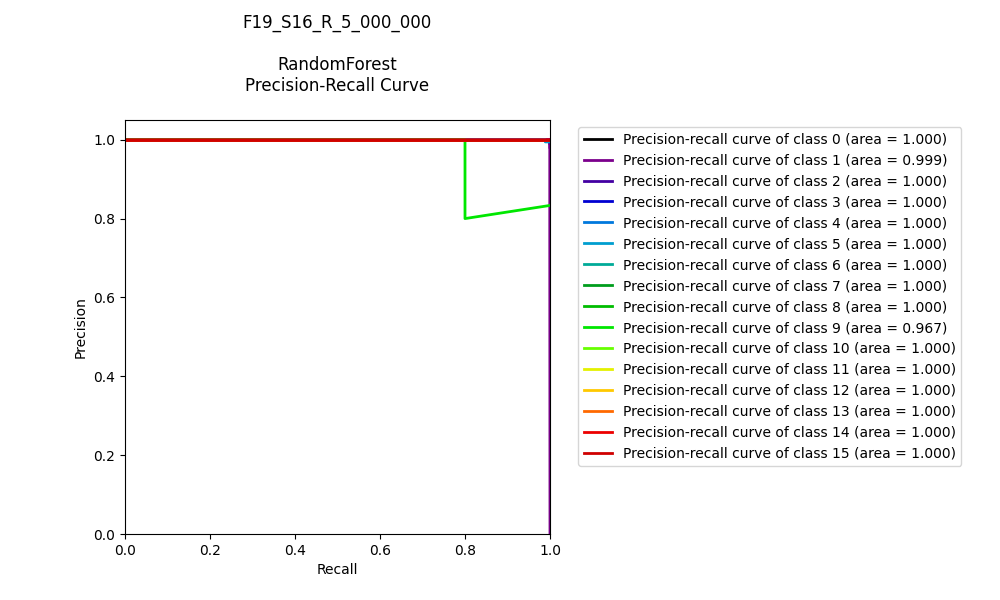 F19_S16_R_5_000_000
RandomForest
Precision-Recall Curve
1.0
0.8
0.6
0.4
0.2
0.0
Precision
0.0 0.2 0.4 0.6 0.8 1.0
Recall
Precision-recall curve of class 0 (area = 1.000)
Precision-recall curve of class 1 (area = 0.999)
Precision-recall curve of class 2 (area = 1.000)
Precision-recall curve of class 3 (area = 1.000)
Precision-recall curve of class 4 (area = 1.000)
Precision-recall curve of class 5 (area = 1.000)
Precision-recall curve of class 6 (area = 1.000)
Precision-recall curve of class 7 (area = 1.000)
Precision-recall curve of class 8 (area = 1.000)
Precision-recall curve of class 9 (area = 0.967)
Precision-recall curve of class 10 (area = 1.000)
Precision-recall curve of class 11 (area = 1.000)
Precision-recall curve of class 12 (area = 1.000)
Precision-recall curve of class 13 (area = 1.000)
Precision-recall curve of class 14 (area = 1.000)
Precision-recall curve of class 15 (area = 1.000)